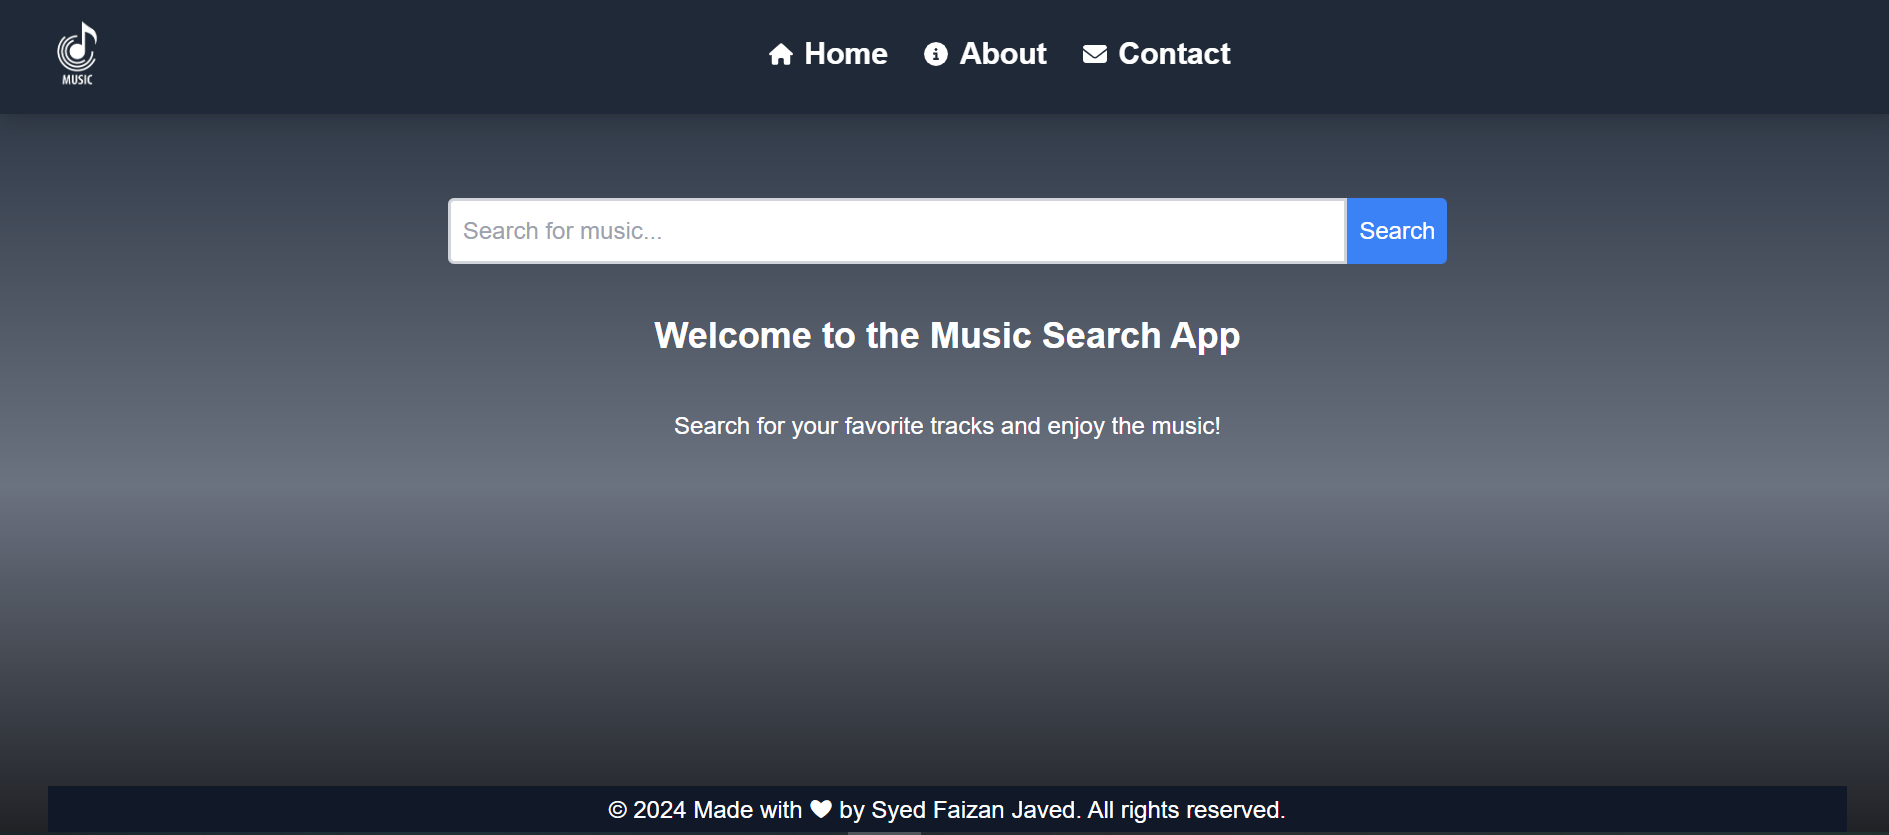 MUSIC
Home About Contact
Search for music... Search
Welcome to the Music Search App
Search for your favorite tracks and enjoy the music!
© 2024 Made with ♥ by Syed Faizan Javed. All rights reserved.